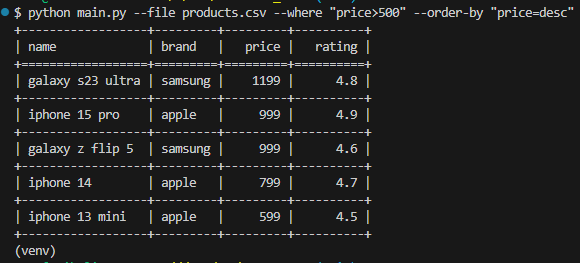 $ python main.py --file products.csv --where "price>500" --order-by "price=desc"
+-------------------+---------+---------+----------+
| name              | brand   |   price |   rating |
+===================+=========+=========+==========+
| galaxy s23 ultra  | samsung |    1199 |      4.8 |
+-------------------+---------+---------+----------+
| iphone 15 pro     | apple   |     999 |      4.9 |
+-------------------+---------+---------+----------+
| galaxy z flip 5   | samsung |     999 |      4.6 |
+-------------------+---------+---------+----------+
| iphone 14         | apple   |     799 |      4.7 |
+-------------------+---------+---------+----------+
| iphone 13 mini    | apple   |     599 |      4.5 |
+-------------------+---------+---------+----------+
(venv)